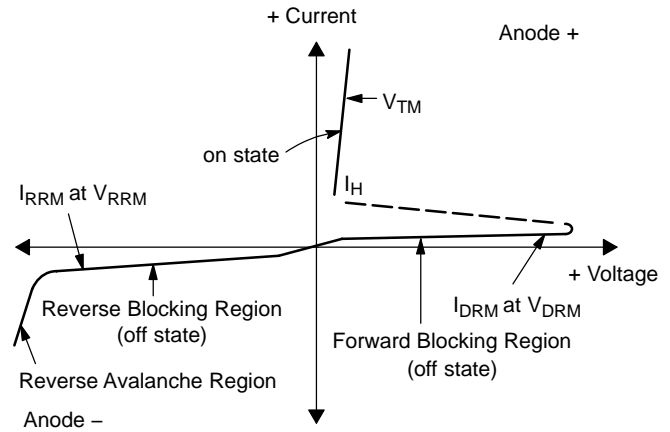 + Current
Anode +
V_TM
on state
I_H
I_RRM at V_RRM
+ Voltage
I_DRM at V_DRM
Reverse Blocking Region
(off state)
Forward Blocking Region
(off state)
Reverse Avalanche Region
Anode –